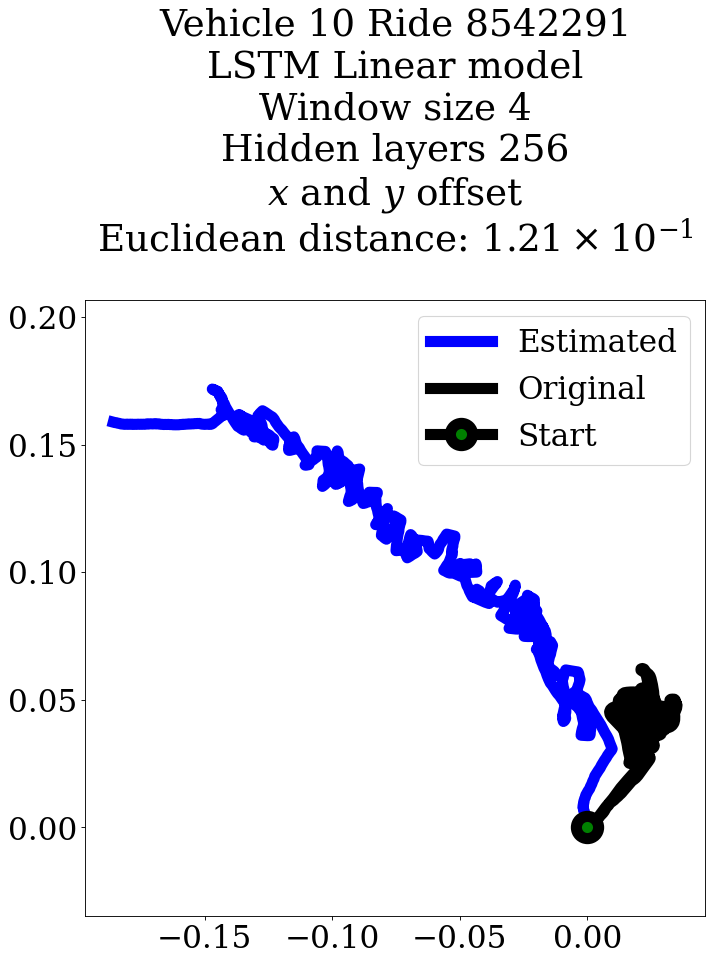 Vehicle 10 Ride 8542291
LSTM Linear model
Window size 4
Hidden layers 256
x and y offset
Euclidean distance: 1.21 × 10⁻¹
0.20
0.15
0.10
0.05
0.00
Estimated
Original
Start
−0.15 −0.10 −0.05 0.00